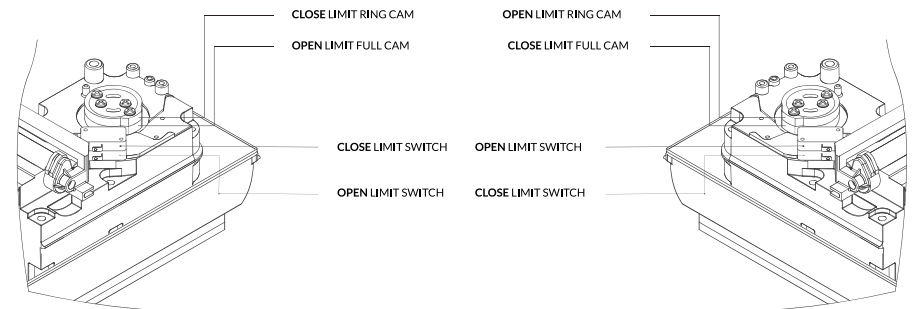 CLOSE LIMIT RING CAM
OPEN LIMIT FULL CAM
CLOSE LIMIT SWITCH
OPEN LIMIT SWITCH
OPEN LIMIT RING CAM
CLOSE LIMIT FULL CAM
OPEN LIMIT SWITCH
CLOSE LIMIT SWITCH